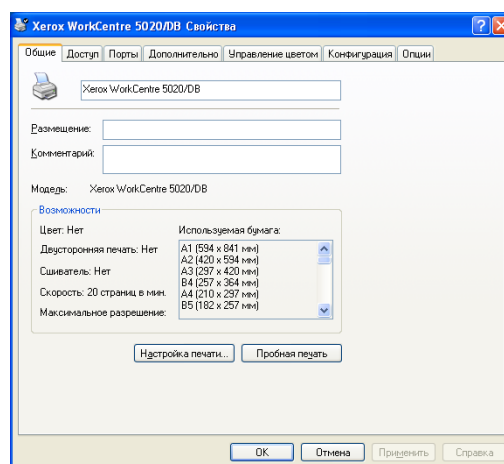 Xerox WorkCentre 5020/DB Свойства
Общие Доступ Порты Дополнительно Управление цветом Конфигурация Опции
Xerox WorkCentre 5020/DB
Размещение:
Комментарий:
Модель: Xerox WorkCentre 5020/DB
Возможности
Цвет: Нет
Двусторонняя печать: Нет
Сшиватель: Нет
Скорость: 20 страниц в мин.
Максимальное разрешение:
Используемая бумага:
A1 (594 x 841 мм)
A2 (420 x 594 мм)
A3 (297 x 420 мм)
B4 (257 x 364 мм)
A4 (210 x 297 мм)
B5 (182 x 257 мм)
Настройка печати... Пробная печать
OK Отмена Применить Справка